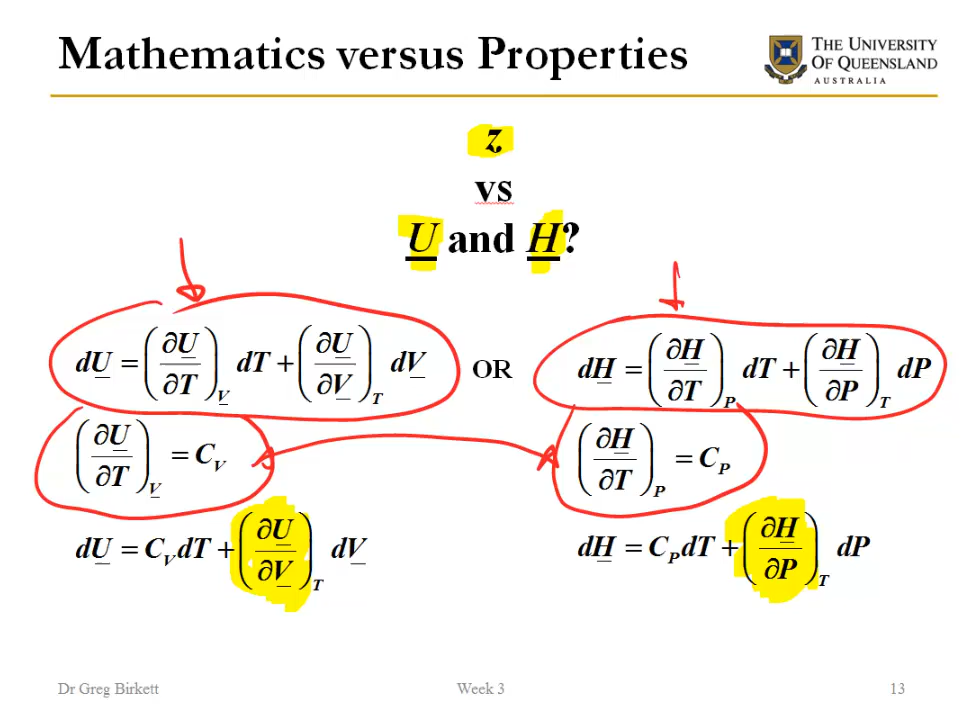 Mathematics versus Properties
THE UNIVERSITY
OF QUEENSLAND
AUSTRALIA
z
vs
U and H?
dU = (∂U/∂T)_V dT + (∂U/∂V)_T dV OR dH = (∂H/∂T)_P dT + (∂H/∂P)_T dP
(∂U/∂T)_V = C_V (∂H/∂T)_P = C_P
dU = C_V dT + (∂U/∂V)_T dV dH = C_P dT + (∂H/∂P)_T dP
Dr Greg Birkett Week 3 13